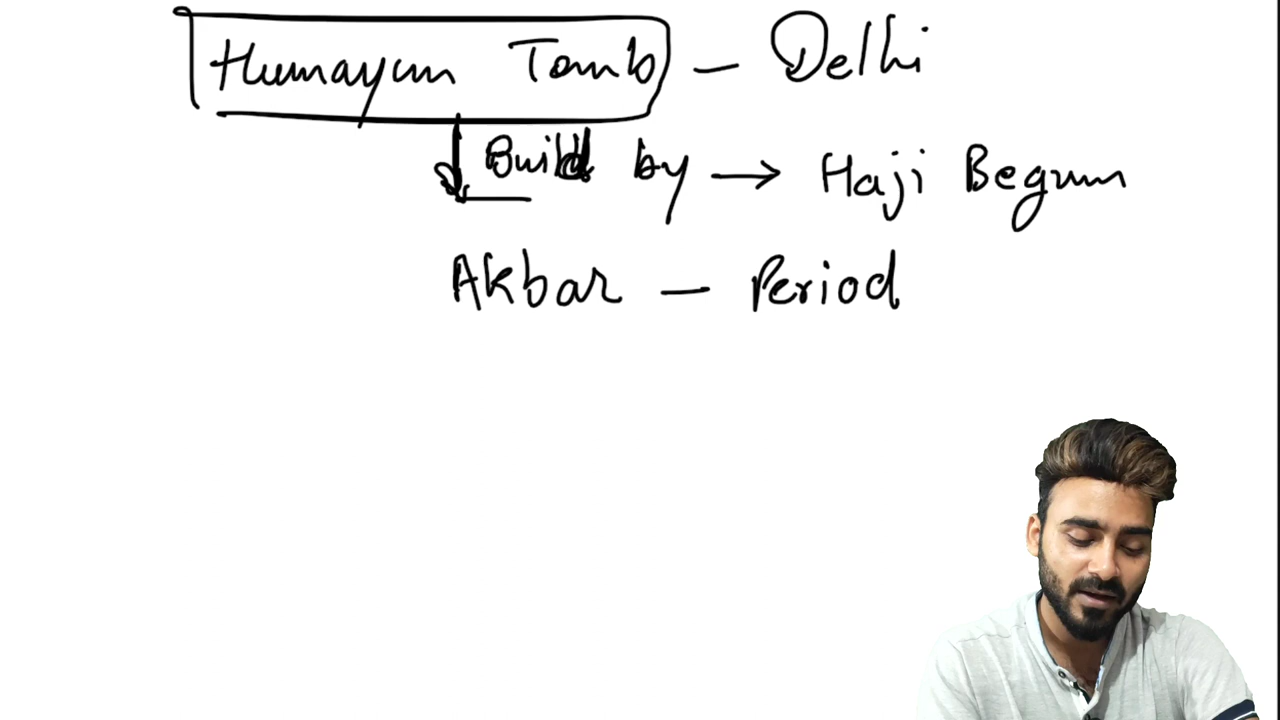 Humayun Tomb - Delhi
Build by → Haji Begum
Akbar - Period